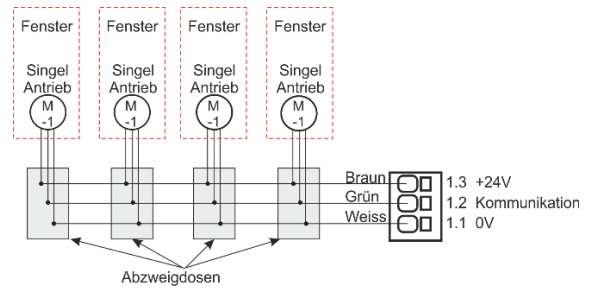 Fenster Fenster Fenster Fenster
Singel Singel Singel Singel
Antrieb Antrieb Antrieb Antrieb
M M M M
-1 -1 -1 -1
Braun 1.3 +24V
Grün 1.2 Kommunikation
Weiss 1.1 0V
Abzweigdosen